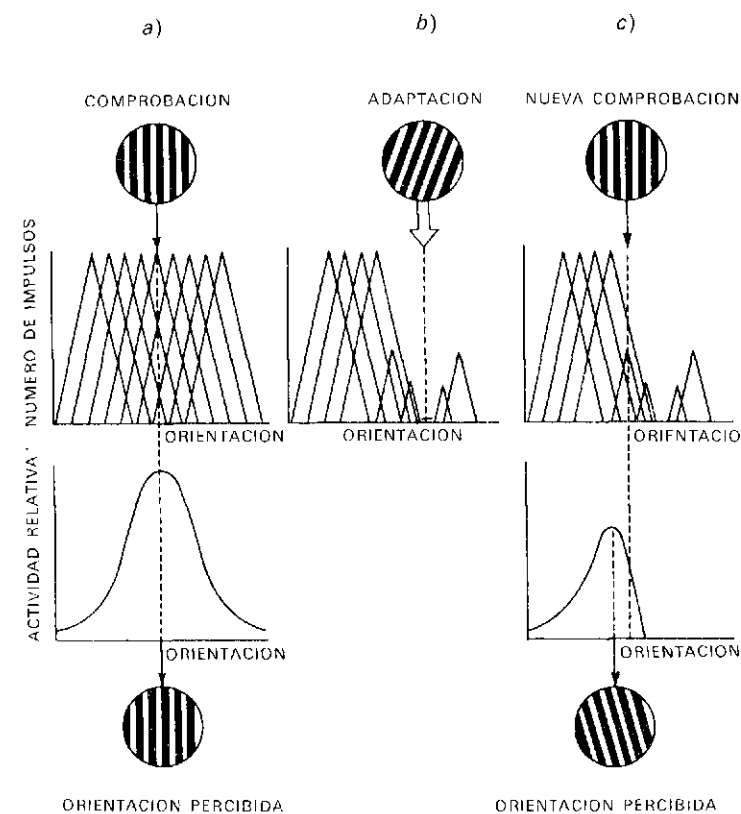 a)
b)
c)
COMPROBACION
ADAPTACION
NUEVA COMPROBACION
NUMERO DE IMPULSOS
ORIENTACION
ORIENTACION
ORIENTACIO
ACTIVIDAD RELATIVA
ORIENTACION
ORIENTACION
ORIENTACION PERCIBIDA
ORIENTACION PERCIBIDA